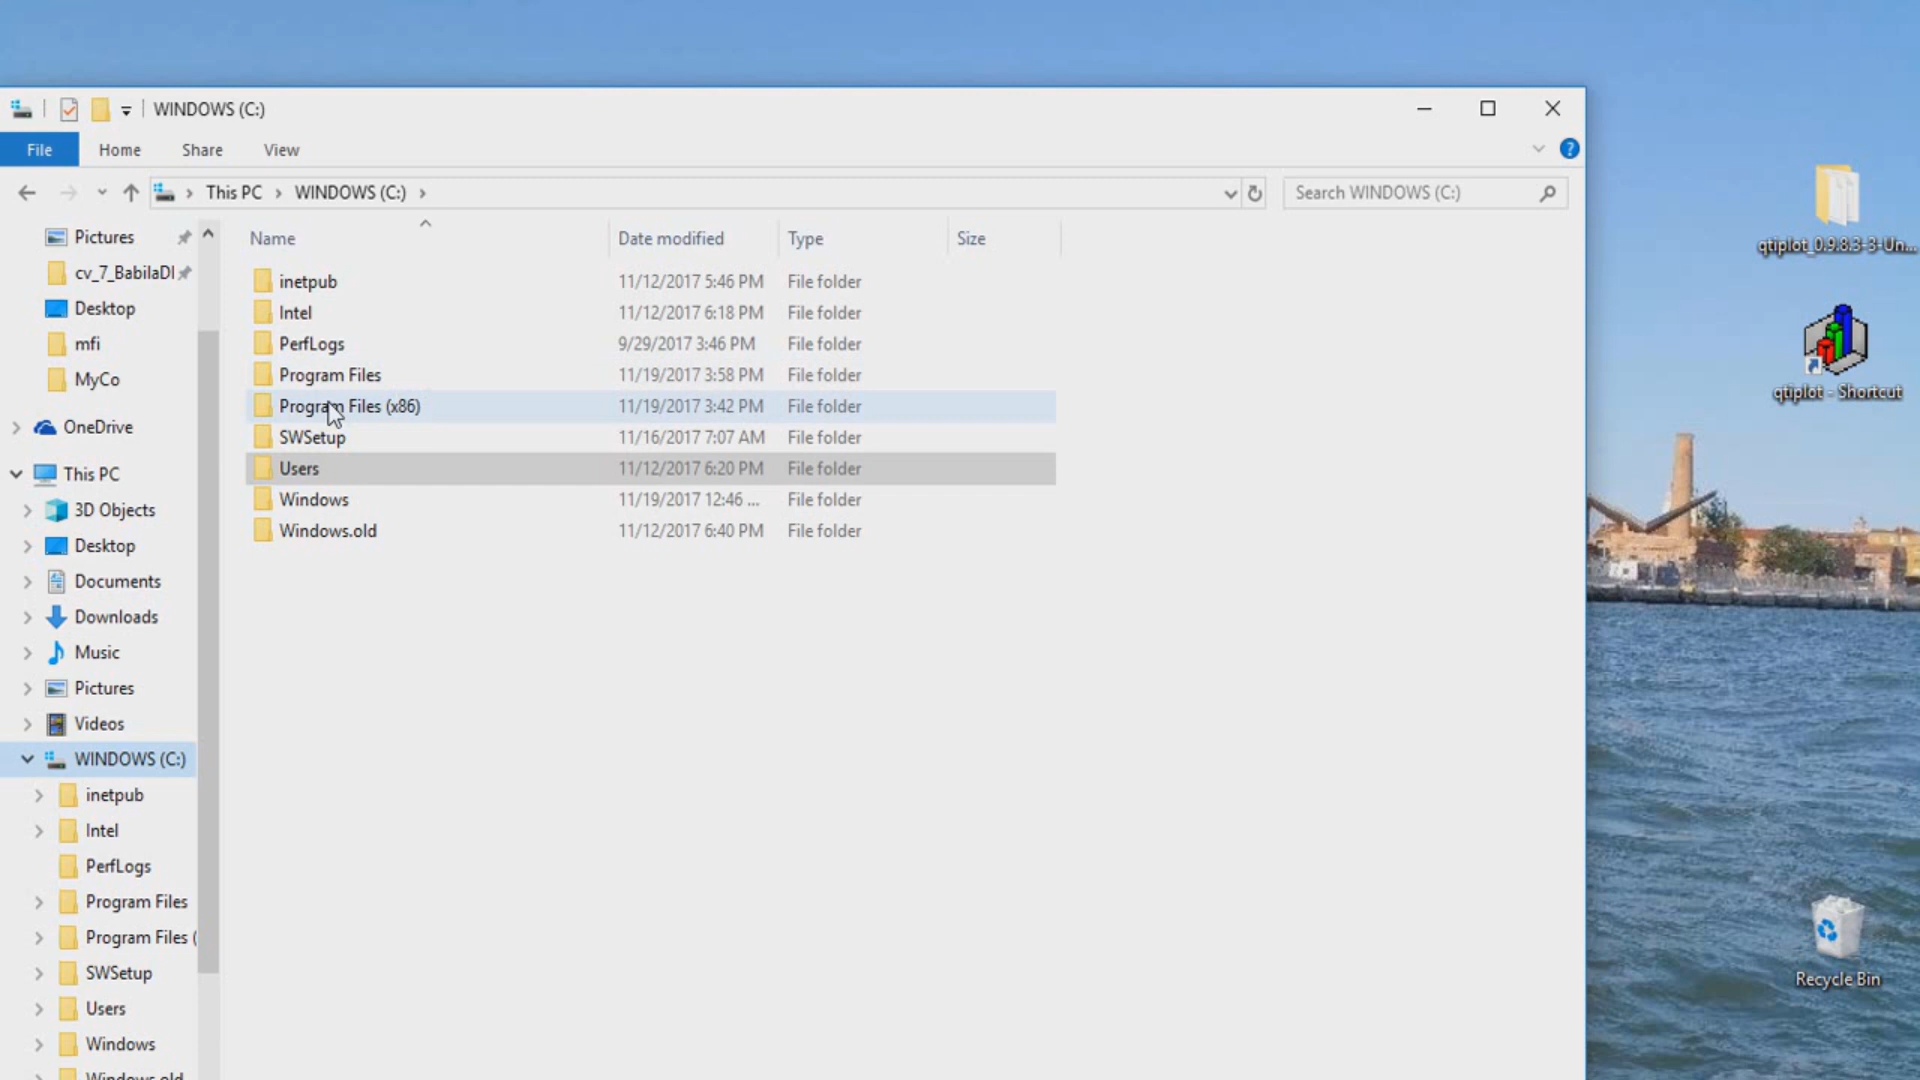 WINDOWS (C:)
File Home Share View
This PC WINDOWS (C:) Search WINDOWS (C:)
Pictures
cv_7_BabilaDI
Desktop
mfi
MyCo
OneDrive
This PC
3D Objects
Desktop
Documents
Downloads
Music
Pictures
Videos
WINDOWS (C:)
inetpub
Intel
PerfLogs
Program Files
Program Files (
SWSetup
Users
Windows
Windows.old
Name Date modified Type Size
inetpub 11/12/2017 5:46 PM File folder
Intel 11/12/2017 6:18 PM File folder
PerfLogs 9/29/2017 3:46 PM File folder
Program Files 11/19/2017 3:58 PM File folder
Program Files (x86) 11/19/2017 3:42 PM File folder
SWSetup 11/16/2017 7:07 AM File folder
Users 11/12/2017 6:20 PM File folder
Windows 11/19/2017 12:46 ... File folder
Windows.old 11/12/2017 6:40 PM File folder
qtiplot_0.9.8.3-3-Un...
qtiplot - Shortcut
Recycle Bin